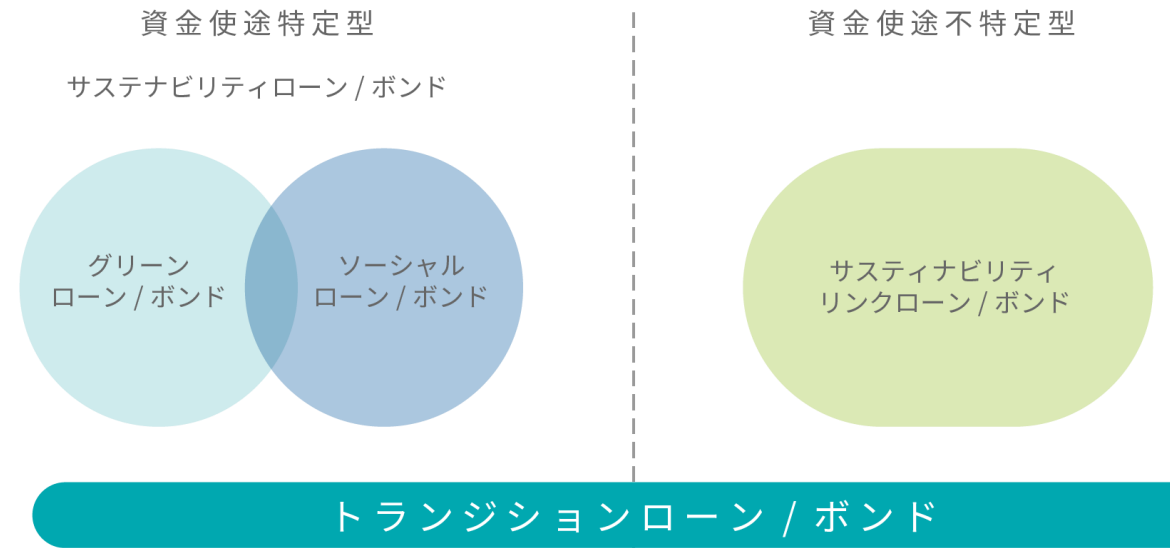 資金使途特定型
資金使途不特定型
サステナビリティローン / ボンド
グリーン
ローン / ボンド
ソーシャル
ローン / ボンド
サスティナビリティ
リンクローン / ボンド
トランジションローン / ボンド